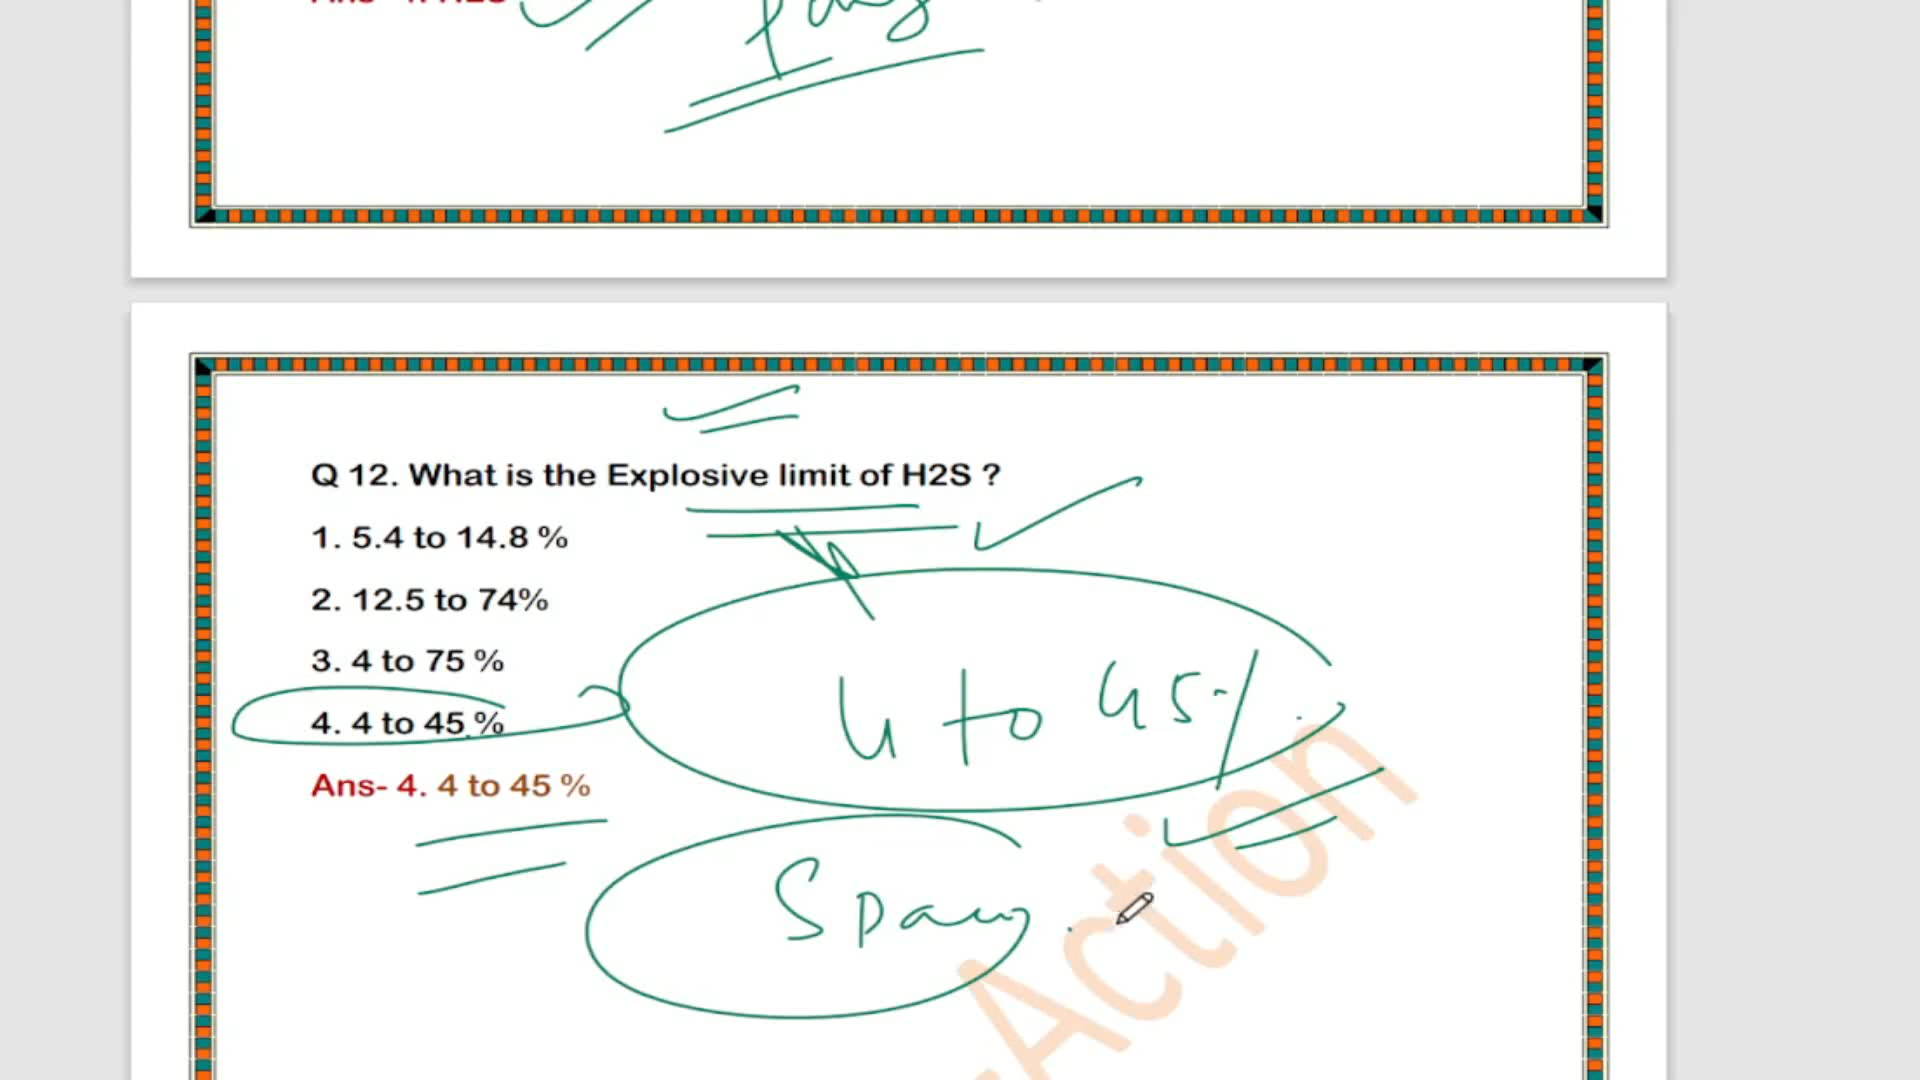 Q 12. What is the Explosive limit of H2S ?
1. 5.4 to 14.8 %
2. 12.5 to 74%
3. 4 to 75 %
4. 4 to 45 %
4 to 45%
Ans- 4. 4 to 45 %
Action